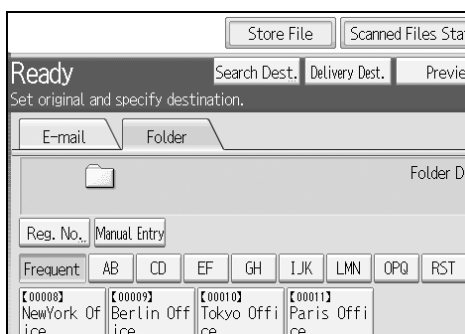 Store File Scanned Files Sta
Ready Search Dest. Delivery Dest. Previe
Set original and specify destination.
E-mail Folder
Folder D
Reg. No. Manual Entry
Frequent AB CD EF GH IJK LMN OPQ RST
【00008】 【00009】 【00010】 【00011】
NewYork Of Berlin Off Tokyo Offi Paris Offi
ice ice ce ce